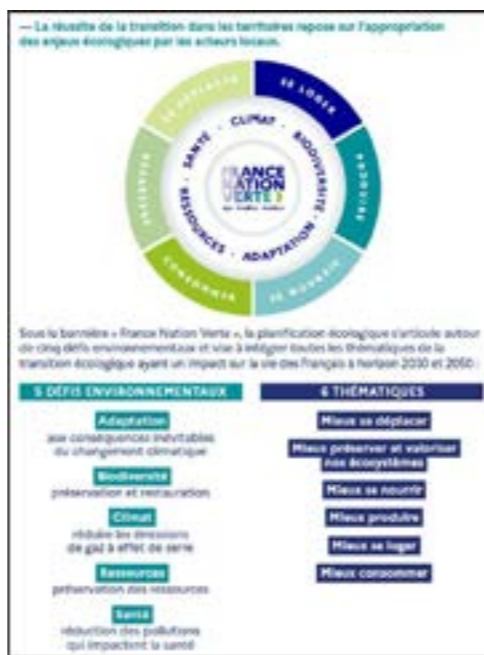 — La réussite de la transition dans les territoires repose sur l'appropriation
des enjeux écologiques par les acteurs locaux.
SE DÉPLACER
SE LOGER
PRODUIRE
SE NOURRIR
CONSOMMER
PRÉSERVER
SANTÉ · CLIMAT · BIODIVERSITÉ · ADAPTATION · RESSOURCES
FRANCE
NATION
VERTE
Sous la bannière « France Nation Verte », la planification écologique s'articule autour
de cinq défis environnementaux et vise à intégrer toutes les thématiques de la
transition écologique ayant un impact sur la vie des Français à horizon 2030 et 2050 :
5 DÉFIS ENVIRONNEMENTAUX
Adaptation
aux conséquences inévitables
du changement climatique
Biodiversité
préservation et restauration
Climat
réduire les émissions
de gaz à effet de serre
Ressources
préservation des ressources
Santé
réduction des pollutions
qui impactent la santé
6 THÉMATIQUES
Mieux se déplacer
Mieux préserver et valoriser
nos écosystèmes
Mieux se nourrir
Mieux produire
Mieux se loger
Mieux consommer